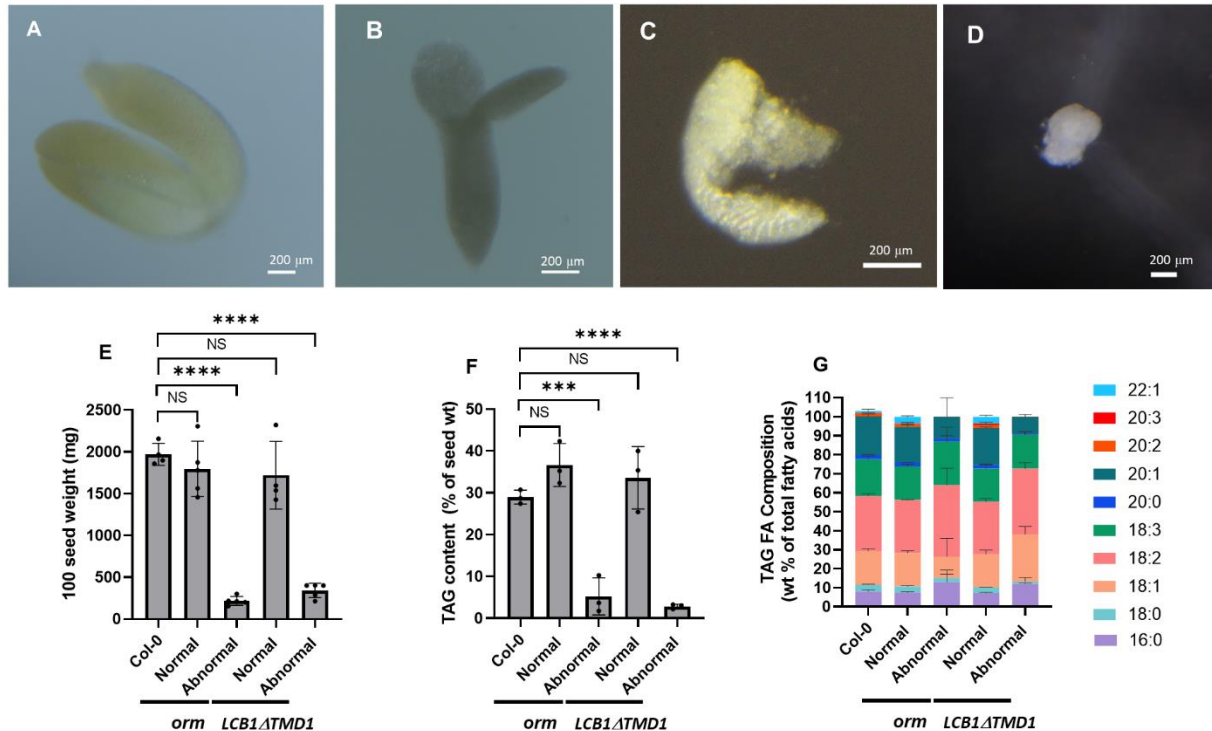 A
200 μm
B
200 μm
C
200 μm
D
200 μm
E
****
NS
****
NS
100 seed weight (mg)
2500
2000
1500
1000
500
0
Col-0
Normal
Abnormal
Normal
Abnormal
orm
LCB1ΔTMD1
F
****
NS
***
NS
TAG content (% of seed wt)
50
40
30
20
10
0
Col-0
Normal
Abnormal
Normal
Abnormal
orm
LCB1ΔTMD1
G
TAG FA Composition
(wt % of total fatty acids)
110
100
90
80
70
60
50
40
30
20
10
0
Col-0
Normal
Abnormal
Normal
Abnormal
orm
LCB1ΔTMD1
22:1
20:3
20:2
20:1
20:0
18:3
18:2
18:1
18:0
16:0